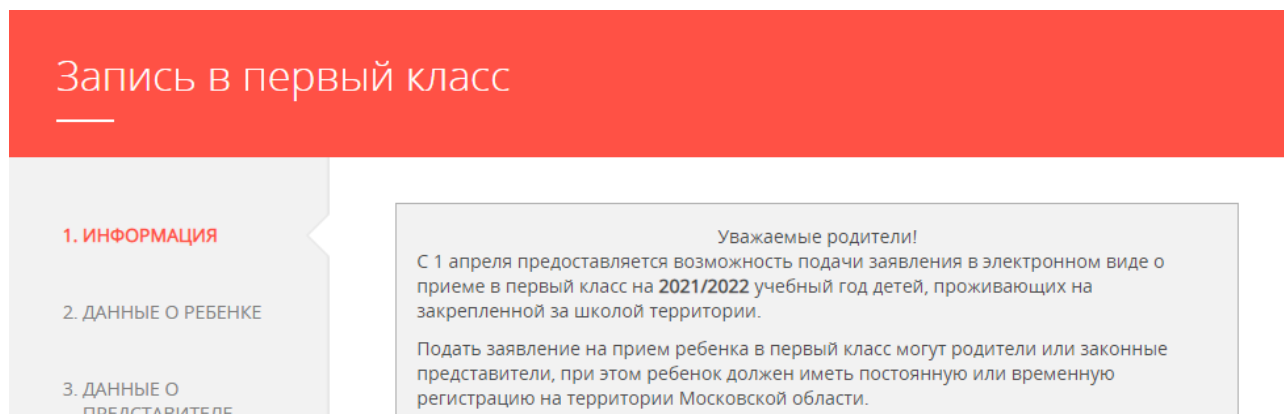 Запись в первый класс
1. ИНФОРМАЦИЯ
2. ДАННЫЕ О РЕБЕНКЕ
3. ДАННЫЕ О
ПРЕДСТАВИТЕЛЕ
Уважаемые родители!
С 1 апреля предоставляется возможность подачи заявления в электронном виде о
приеме в первый класс на 2021/2022 учебный год детей, проживающих на
закрепленной за школой территории.
Подать заявление на прием ребенка в первый класс могут родители или законные
представители, при этом ребенок должен иметь постоянную или временную
регистрацию на территории Московской области.